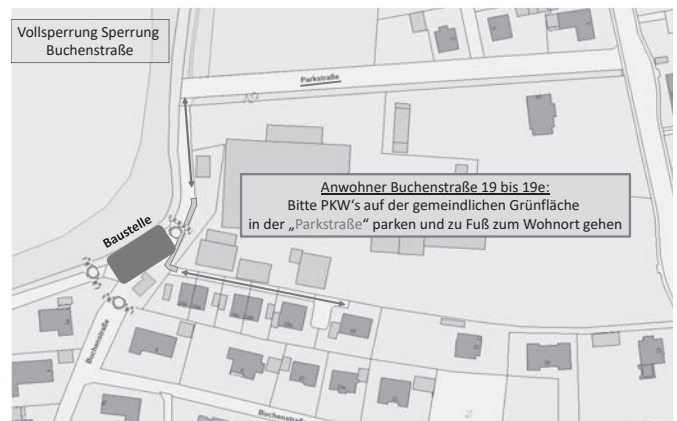 Vollsperrung Sperrung
Buchenstraße
Parkstraße
Anwohner Buchenstraße 19 bis 19e:
Bitte PKW‘s auf der gemeindlichen Grünfläche
in der „Parkstraße“ parken und zu Fuß zum Wohnort gehen
Baustelle
Buchenstraße
Buchenstraße